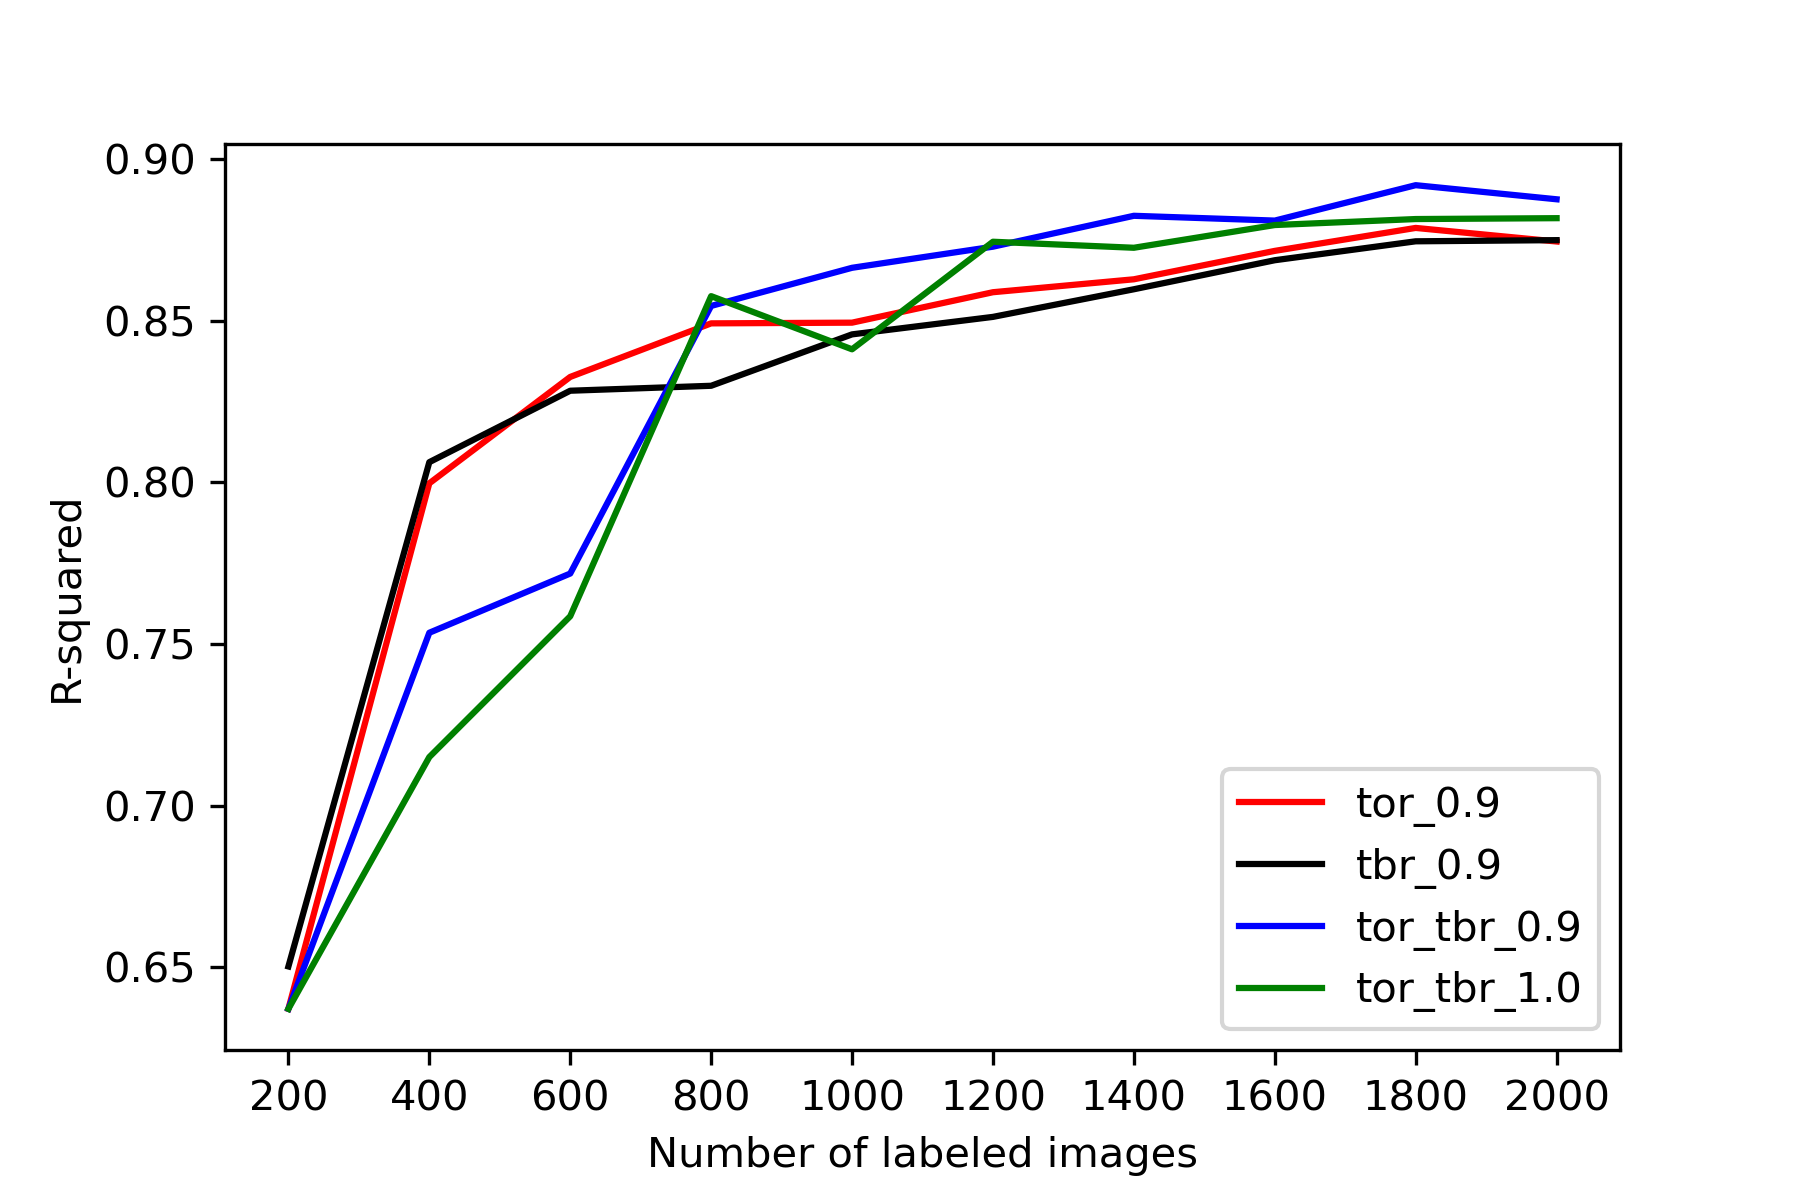 0.90
0.85
0.80
0.75
0.70
0.65
R-squared
200 400 600 800 1000 1200 1400 1600 1800 2000
Number of labeled images
tor_0.9
tbr_0.9
tor_tbr_0.9
tor_tbr_1.0